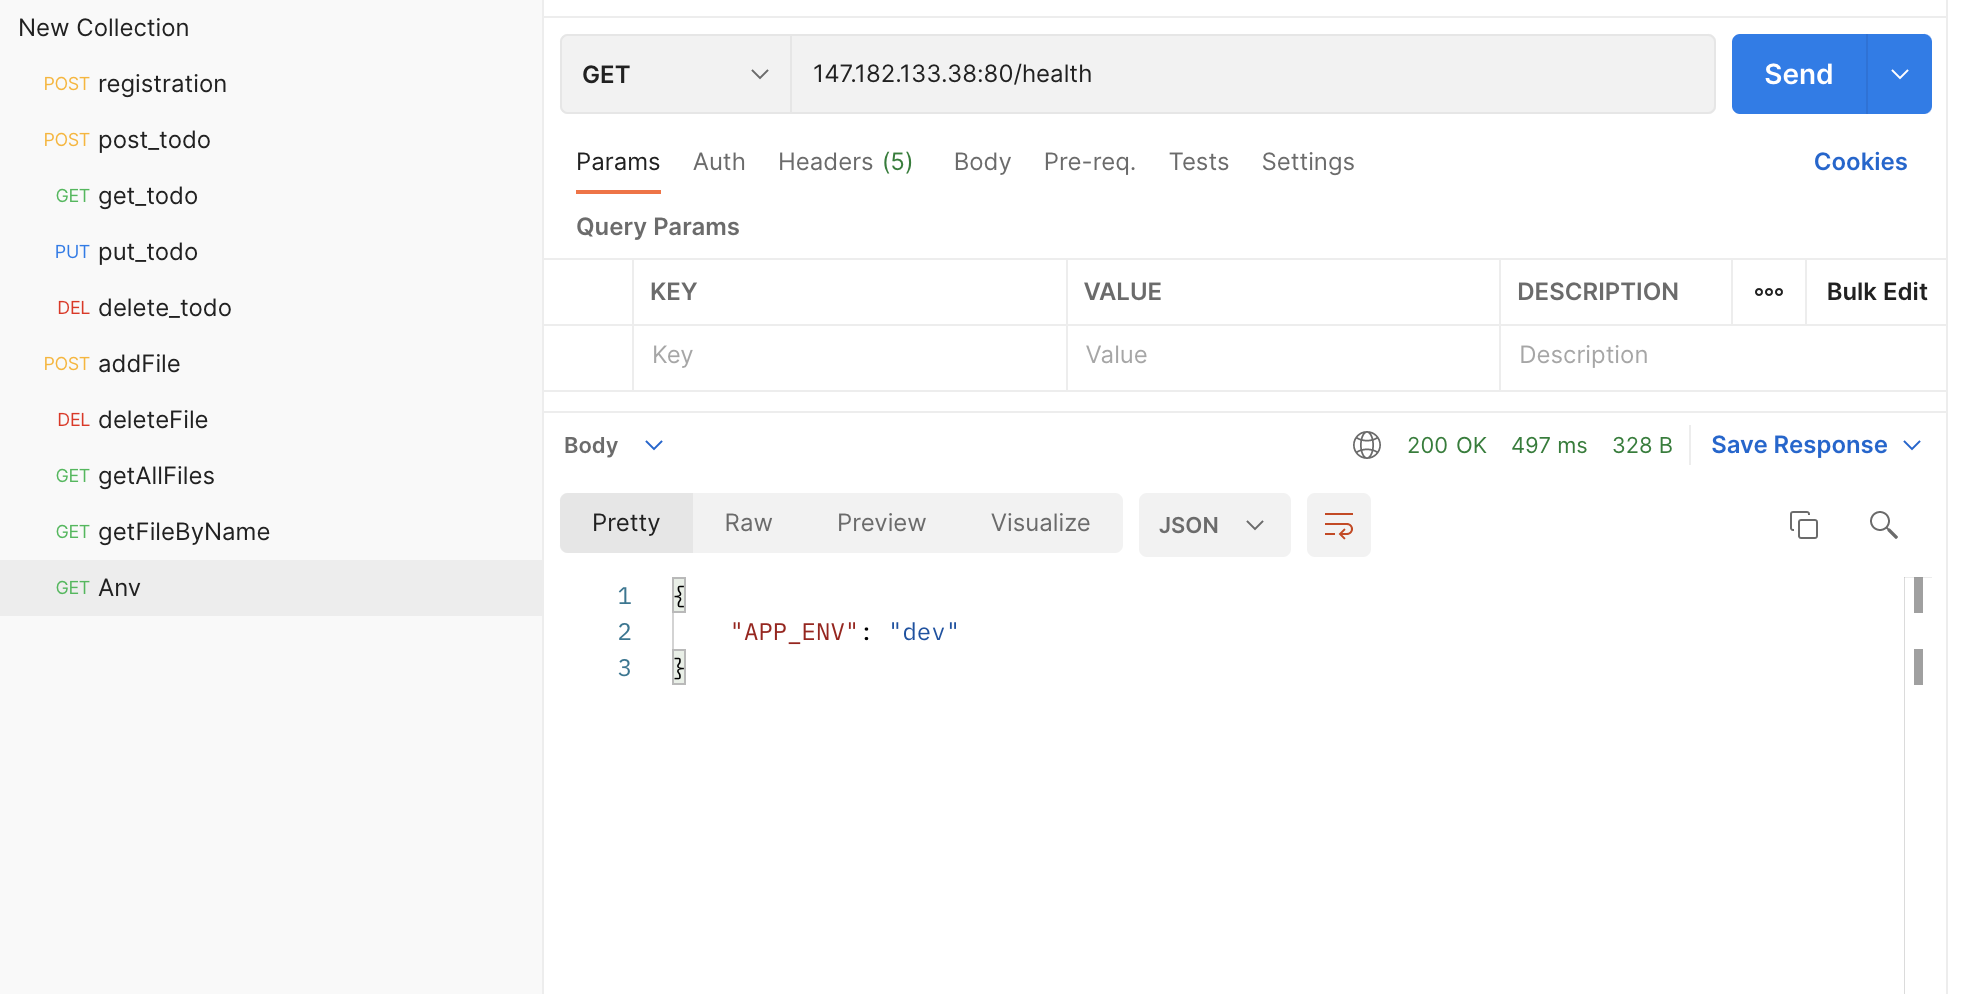 New Collection
POST registration
POST post_todo
GET get_todo
PUT put_todo
DEL delete_todo
POST addFile
DEL deleteFile
GET getAllFiles
GET getFileByName
GET Anv
GET 147.182.133.38:80/health Send
Params Auth Headers (5) Body Pre-req. Tests Settings Cookies
Query Params
KEY VALUE DESCRIPTION ooo Bulk Edit
Key Value Description
Body 200 OK 497 ms 328 B Save Response
Pretty Raw Preview Visualize JSON
1 {
2 "APP_ENV": "dev"
3 }